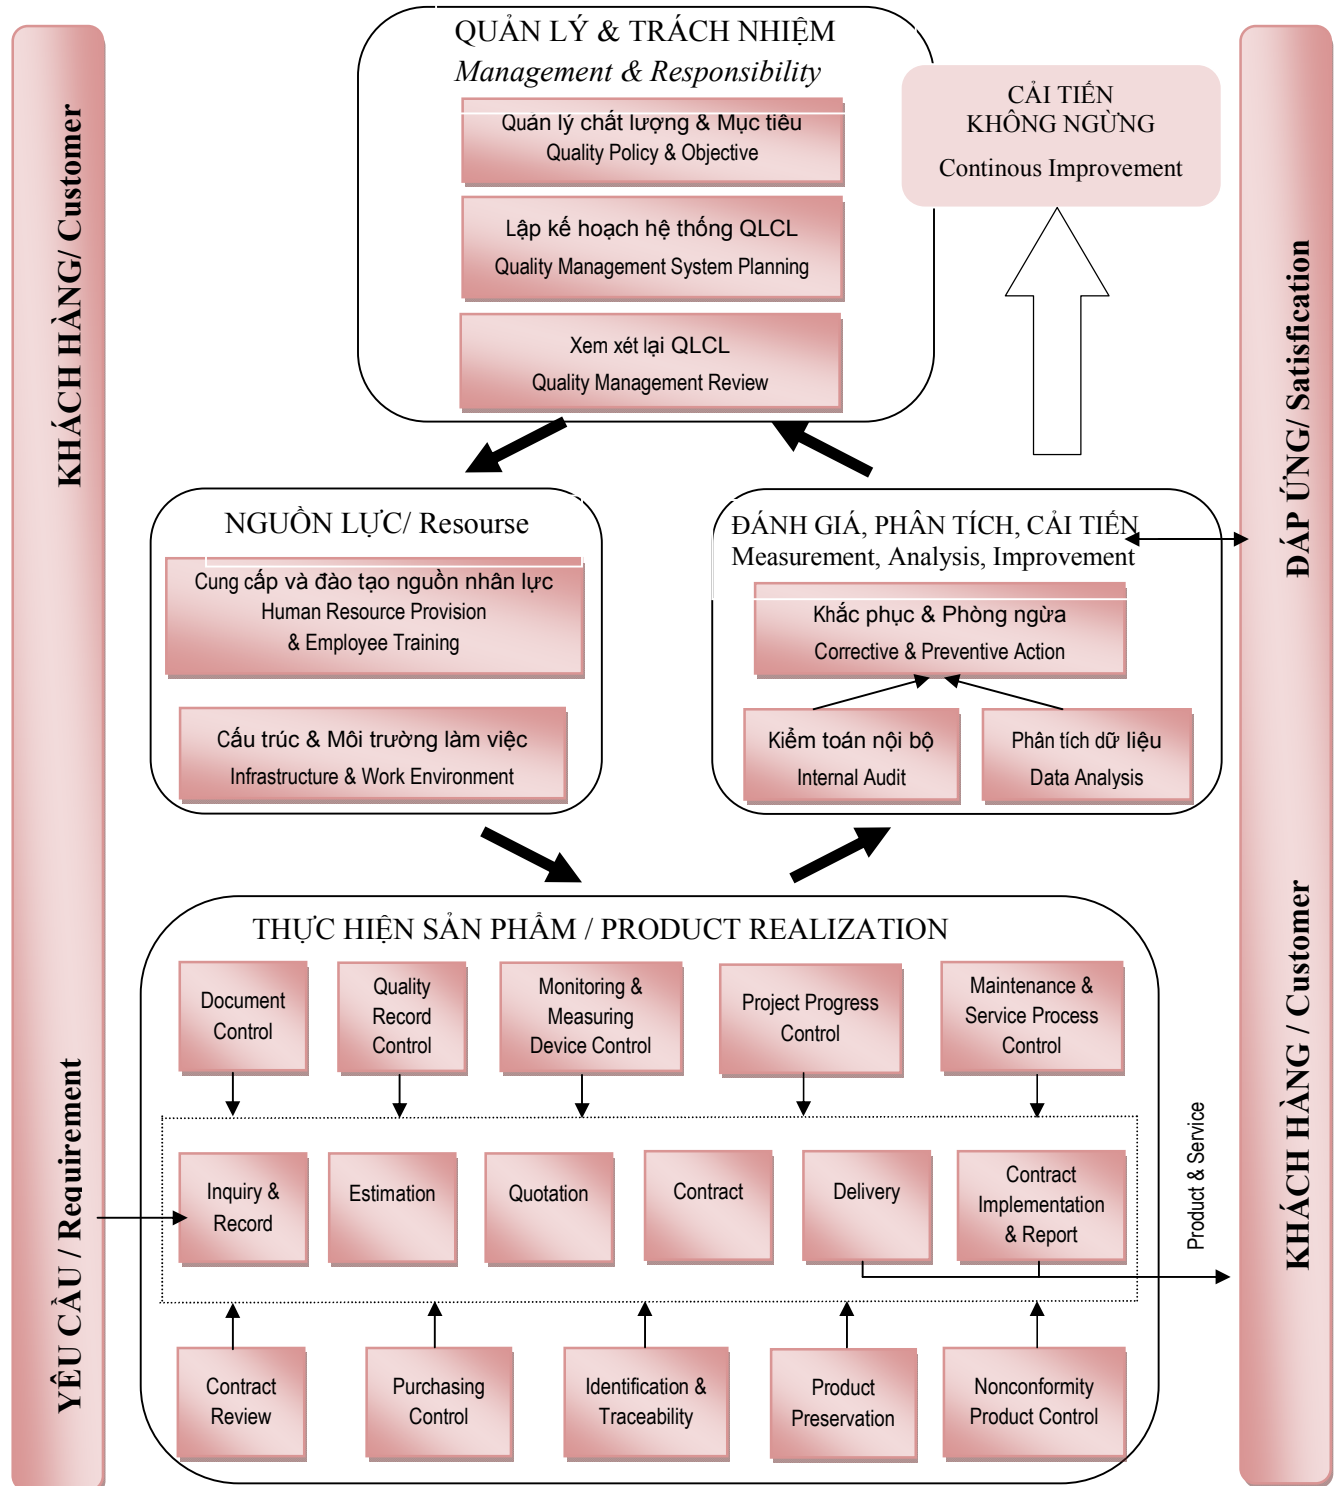 QUẢN LÝ & TRÁCH NHIỆM
Management & Responsibility
Quản lý chất lượng & Mục tiêu
Quality Policy & Objective
Lập kế hoạch hệ thống QLCL
Quality Management System Planning
Xem xét lại QLCL
Quality Management Review
CẢI TIẾN
KHÔNG NGỪNG
Continous Improvement
KHÁCH HÀNG/ Customer
YÊU CẦU / Requirement
ĐÁP ỨNG/ Satisfication
KHÁCH HÀNG / Customer
NGUỒN LỰC/ Resourse
Cung cấp và đào tạo nguồn nhân lực
Human Resource Provision
& Employee Training
Cấu trúc & Môi trường làm việc
Infrastructure & Work Environment
ĐÁNH GIÁ, PHÂN TÍCH, CẢI TIẾN
Measurement, Analysis, Improvement
Khắc phục & Phòng ngừa
Corrective & Preventive Action
Kiểm toán nội bộ
Internal Audit
Phân tích dữ liệu
Data Analysis
THỰC HIỆN SẢN PHẨM / PRODUCT REALIZATION
Document
Control
Quality
Record
Control
Monitoring &
Measuring
Device Control
Project Progress
Control
Maintenance &
Service Process
Control
Inquiry &
Record
Estimation
Quotation
Contract
Delivery
Contract
Implementation
& Report
Product & Service
Contract
Review
Purchasing
Control
Identification &
Traceability
Product
Preservation
Nonconformity
Product Control